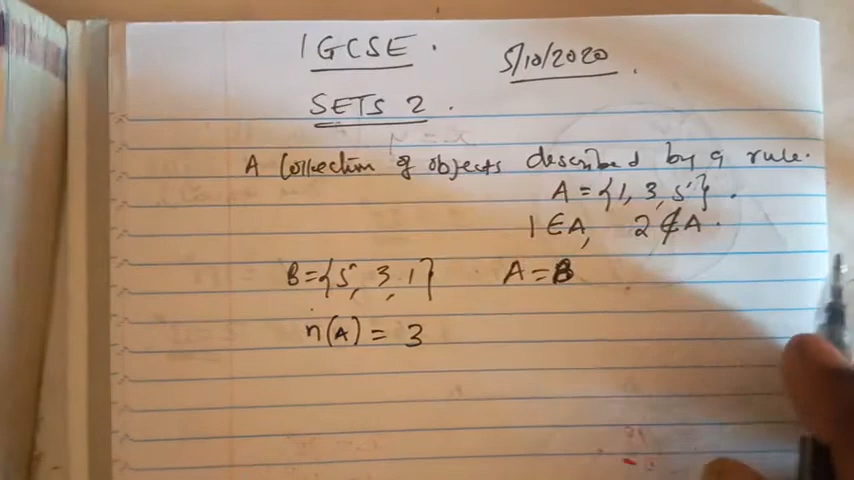 IGCSE. 5/10/2020.
SETS 2.
A Collection of objects described by a rule.
A = {1, 3, 5}.
1 ∈ A, 2 ∉ A.
B = {5, 3, 1} A = B
n(A) = 3